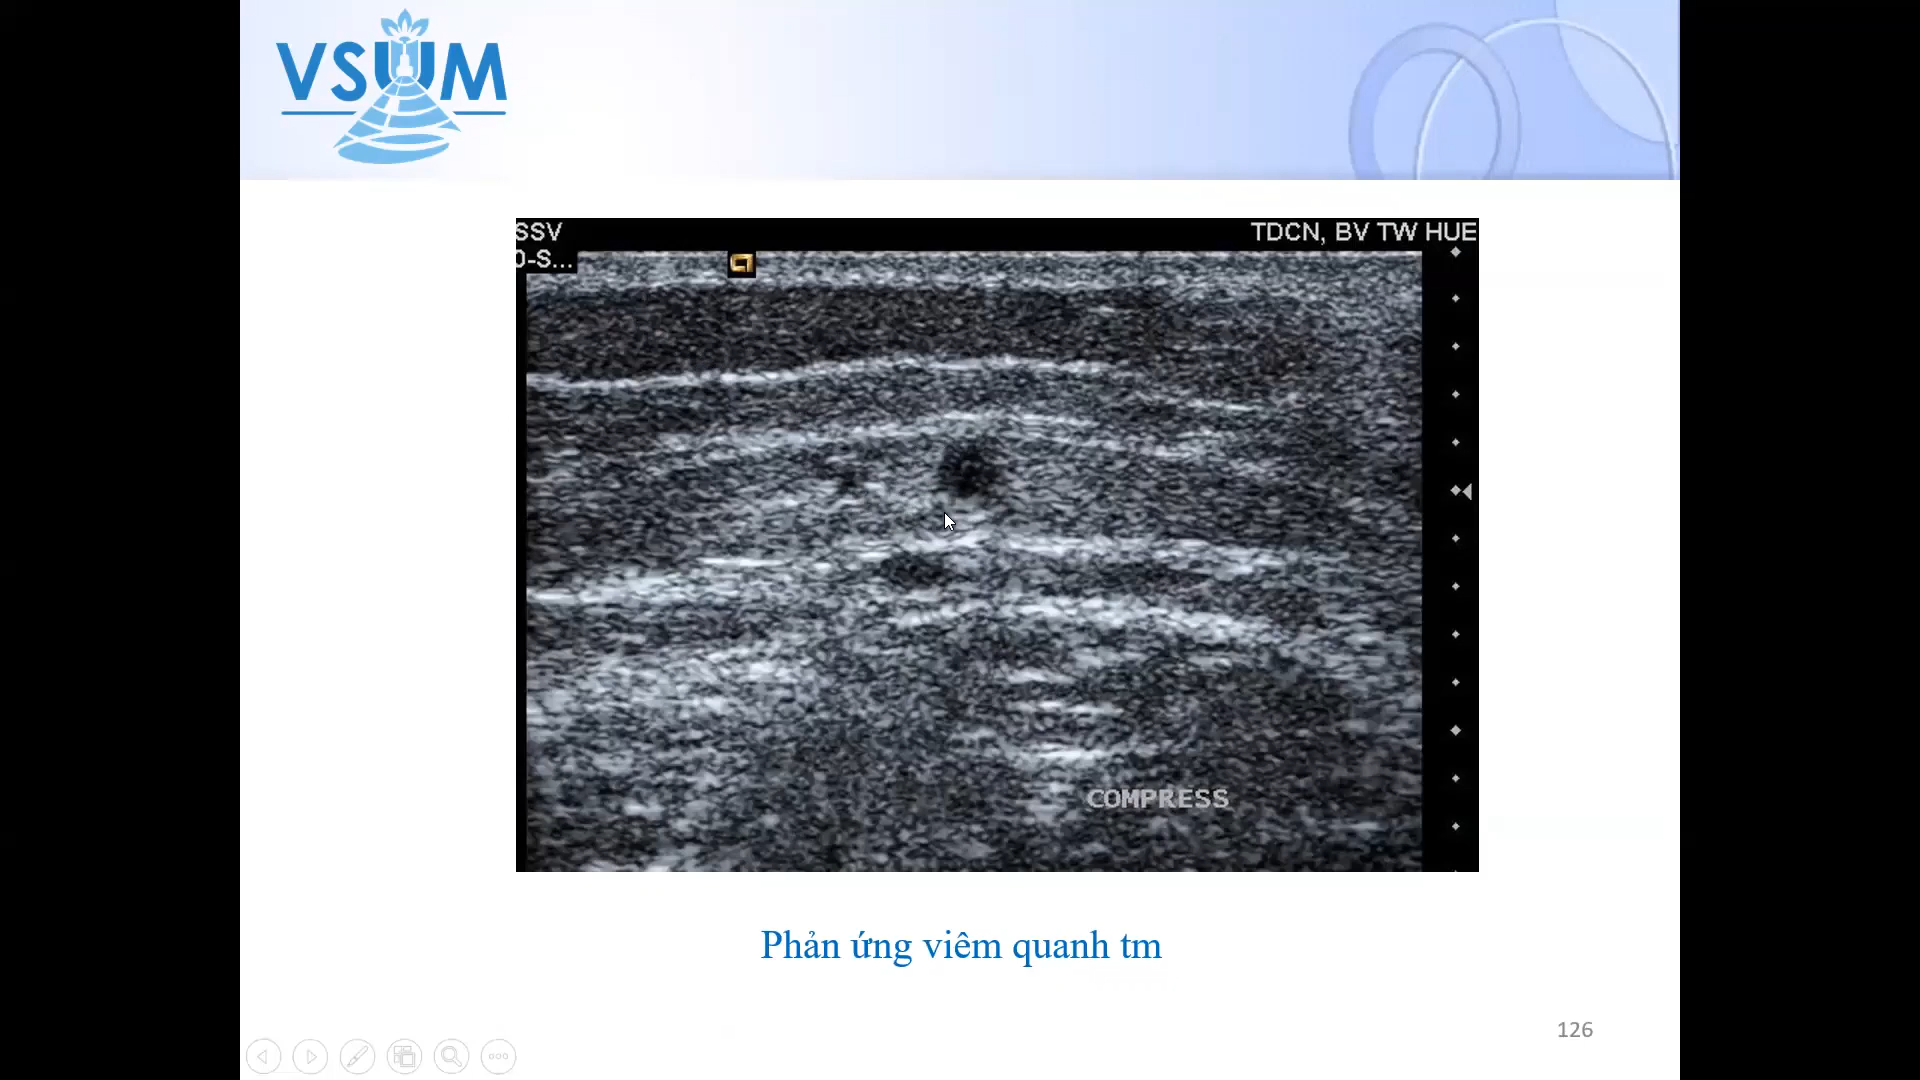 VSUM
SSV
TDCN, BV TW HUE
0-S...
COMPRESS
Phản ứng viêm quanh tm
126